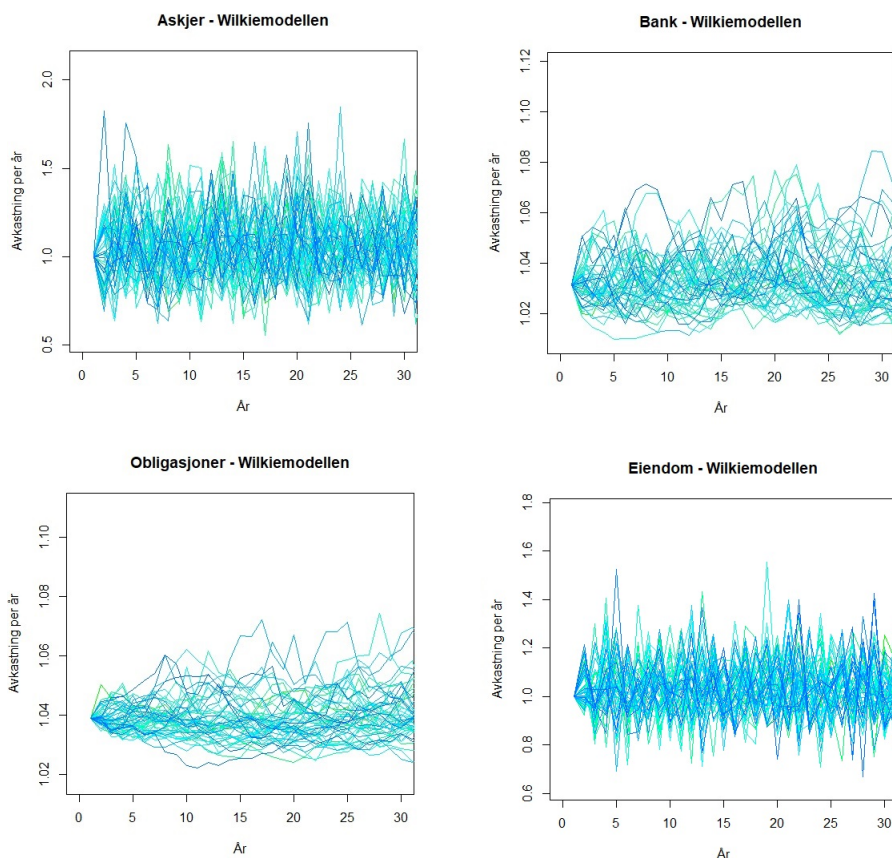 Askjer - Wilkiemodellen
Avkastning per år
2.0
1.5
1.0
0.5
0 5 10 15 20 25 30
År
Bank - Wilkiemodellen
Avkastning per år
1.12
1.10
1.08
1.06
1.04
1.02
0 5 10 15 20 25 30
År
Obligasjoner - Wilkiemodellen
Avkastning per år
1.10
1.08
1.06
1.04
1.02
0 5 10 15 20 25 30
År
Eiendom - Wilkiemodellen
Avkastning per år
1.8
1.6
1.4
1.2
1.0
0.8
0.6
0 5 10 15 20 25 30
År